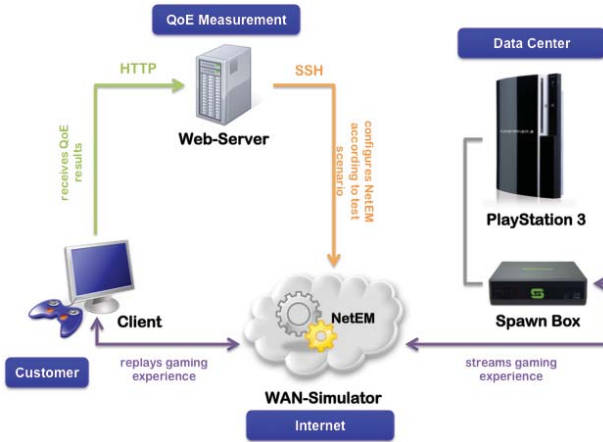 QoE Measurement
Data Center
HTTP
SSH
Web-Server
receives QoE
results
configures NetEM
according to test
scenario
PlayStation 3
Client
NetEM
Spawn Box
Customer
replays gaming
experience
streams gaming
experience
WAN-Simulator
Internet